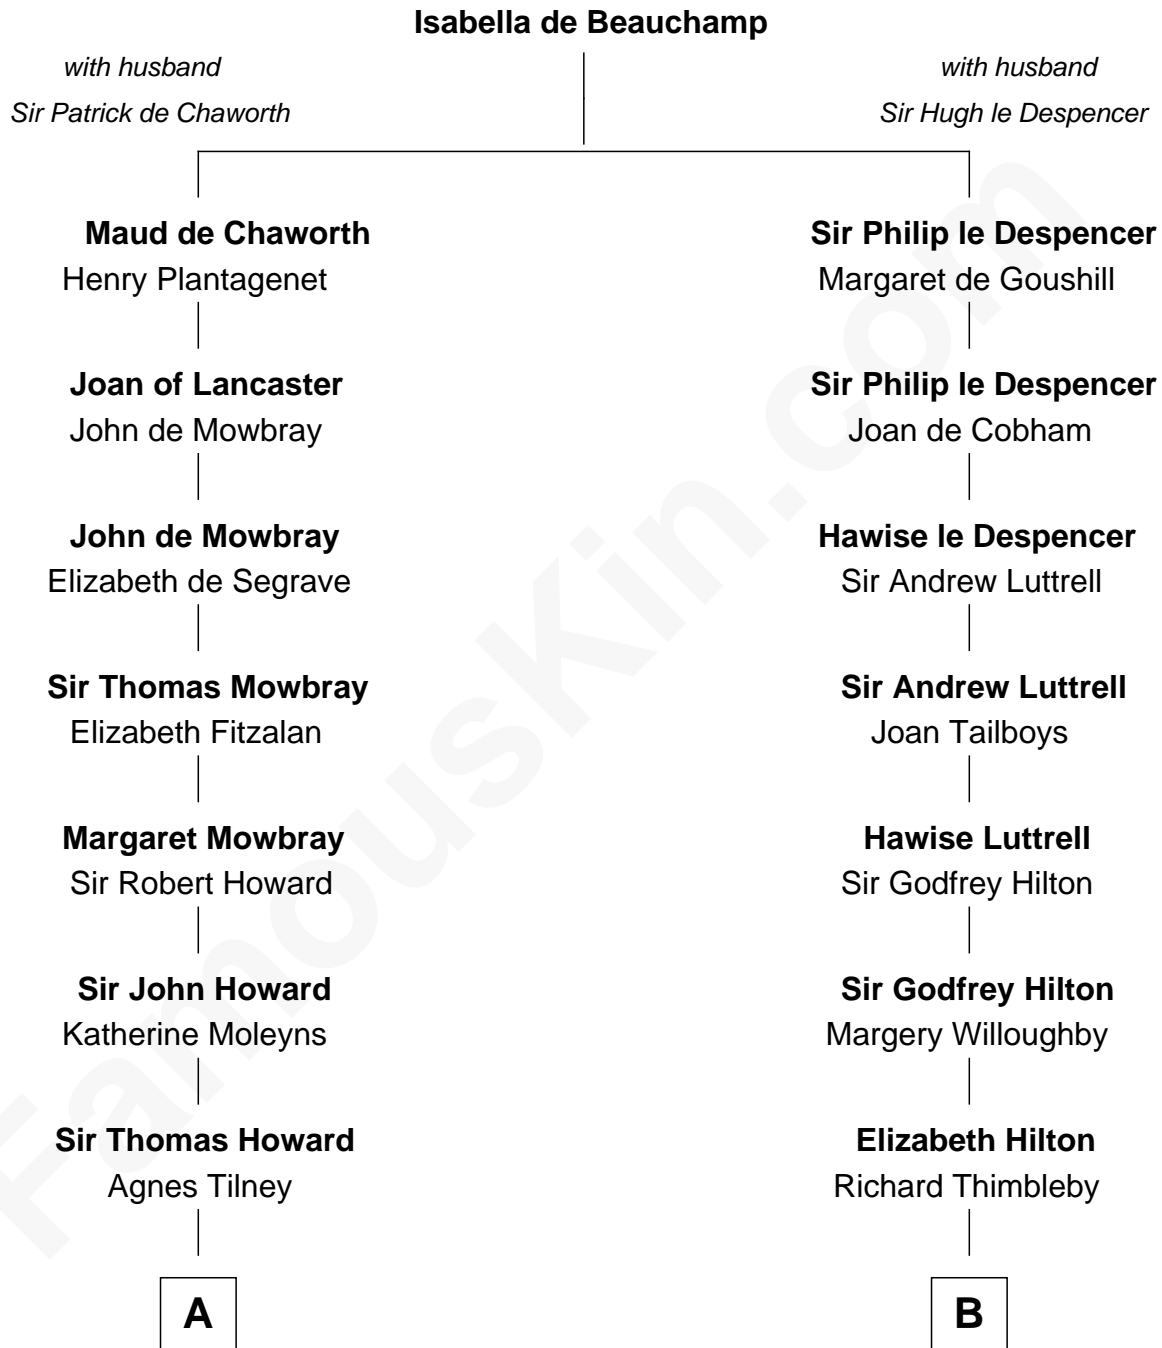 Isabella de Beauchamp
with husband
Sir Patrick de Chaworth
with husband
Sir Hugh le Despencer
Maud de Chaworth
Henry Plantagenet
Joan of Lancaster
John de Mowbray
John de Mowbray
Elizabeth de Segrave
Sir Thomas Mowbray
Elizabeth Fitzalan
Margaret Mowbray
Sir Robert Howard
Sir John Howard
Katherine Moleyns
Sir Thomas Howard
Agnes Tilney
A
Sir Philip le Despencer
Margaret de Goushill
Sir Philip le Despencer
Joan de Cobham
Hawise le Despencer
Sir Andrew Luttrell
Sir Andrew Luttrell
Joan Tailboys
Hawise Luttrell
Sir Godfrey Hilton
Sir Godfrey Hilton
Margery Willoughby
Elizabeth Hilton
Richard Thimbleby
B
FamousKin.com